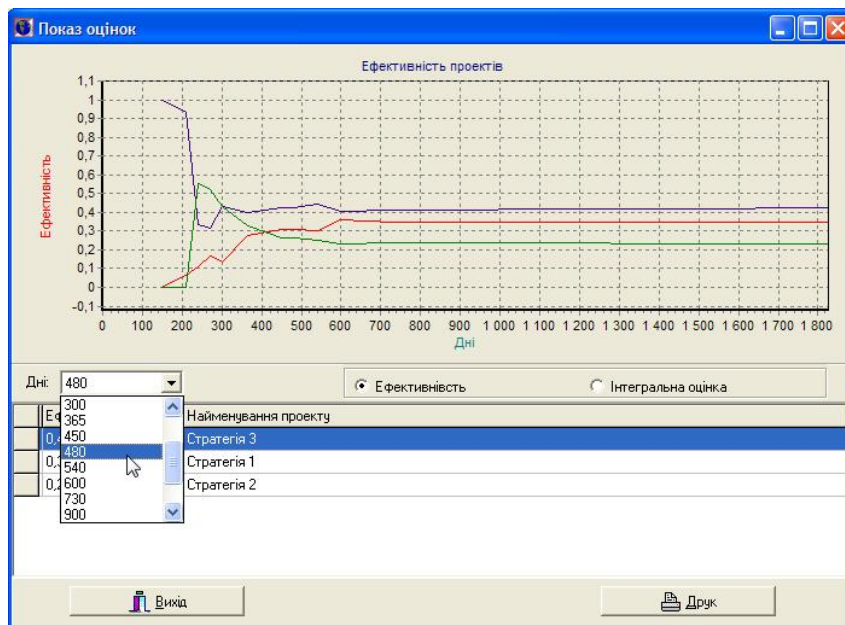 Показ оцінок
Ефективність проектів
Ефективність
1,1
1
0,9
0,8
0,7
0,6
0,5
0,4
0,3
0,2
0,1
0
-0,1
0 100 200 300 400 500 600 700 800 900 1 000 1 100 1 200 1 300 1 400 1 500 1 600 1 700 1 800
Дні
Дні: 480
Ефективнівсть
Інтегральна оцінка
Найменування проекту
Стратегія 3
Стратегія 1
Стратегія 2
300
365
450
480
540
600
730
900
Вихід
Друк